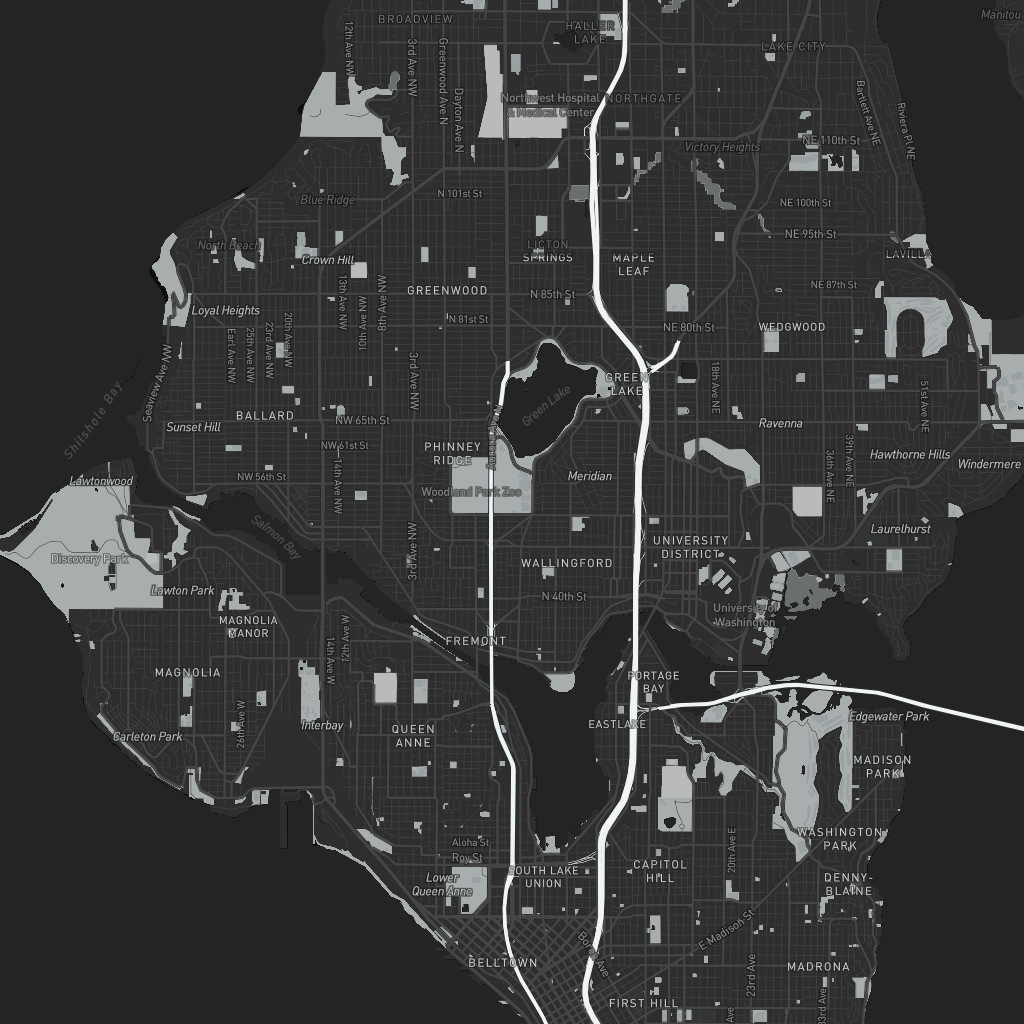 Manitou
BROADVIEW
HALLER
LAKE
LAKE CITY
12th Ave NW
3rd Ave NW
Greenwood Ave N
Dayton Ave N
Northwest Hospital
& Medical Center
NORTHGATE
Bartlett Ave NE
Riviera Pl NE
Victory Heights
NE 110th St
Blue Ridge
N 101st St
NE 100th St
NE 95th St
North Beach
Crown Hill
LICTON
SPRINGS
MAPLE
LEAF
LAVILLA
GREENWOOD
N 85th St
NE 87th St
13th Ave NW
10th Ave NW
8th Ave NW
Loyal Heights
N 81st St
NE 80th St
WEDGWOOD
Earl Ave NW
25th Ave NW
23rd Ave NW
20th Ave NW
Seaview Ave NW
3rd Ave NW
GREEN
LAKE
Green Lake
18th Ave NE
51st Ave NE
Shilshole Bay
BALLARD
NW 65th St
Sunset Hill
NW 61st St
PHINNEY
RIDGE
Ravenna
39th Ave NE
36th Ave NE
Hawthorne Hills
Windermere
Lawtonwood
NW 56th St
14th Ave NW
Meridian
Woodland Park Zoo
Salmon Bay
Laurelhurst
Discovery Park
3rd Ave NW
UNIVERSITY
DISTRICT
WALLINGFORD
Lawton Park
N 40th St
University of
Washington
MAGNOLIA
MANOR
14th Ave W
12th Ave W
FREMONT
MAGNOLIA
PORTAGE
BAY
26th Ave W
Interbay
QUEEN
ANNE
EASTLAKE
Edgewater Park
Carleton Park
MADISON
PARK
Aloha St
Roy St
20th Ave E
WASHINGTON
PARK
Lower
Queen Anne
SOUTH LAKE
UNION
CAPITOL
HILL
DENNY-
BLAINE
E Madison St
Boren Ave
BELLTOWN
23rd Ave
MADRONA
FIRST HILL
Ave
33rd Ave